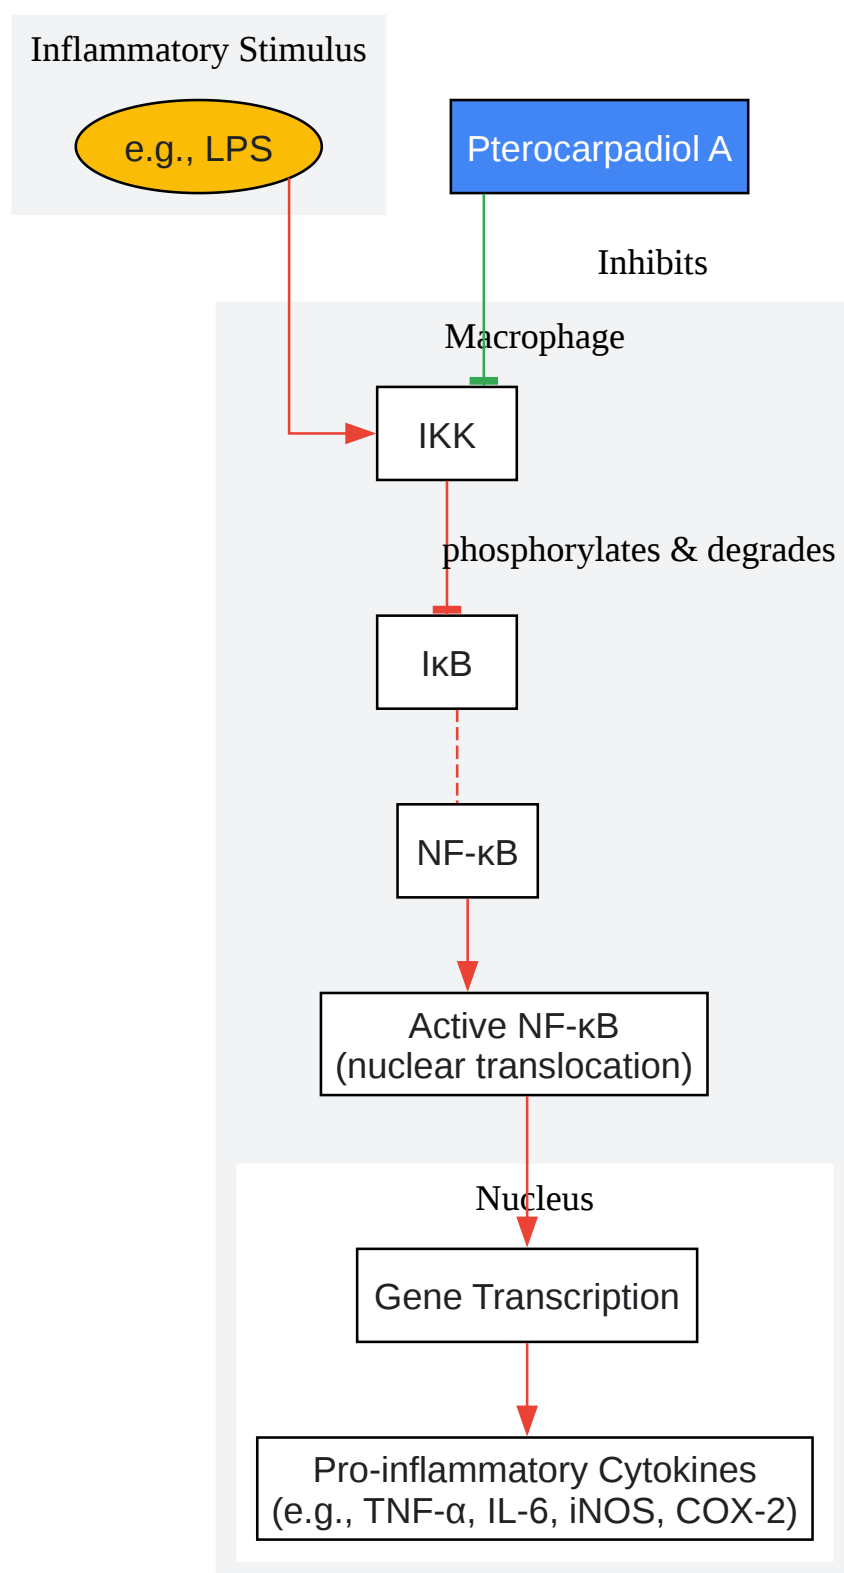 Inflammatory Stimulus
e.g., LPS
Pterocarpadiol A
Inhibits
Macrophage
IKK
phosphorylates & degrades
IκB
NF-κB
Active NF-κB
(nuclear translocation)
Nucleus
Gene Transcription
Pro-inflammatory Cytokines
(e.g., TNF-α, IL-6, iNOS, COX-2)